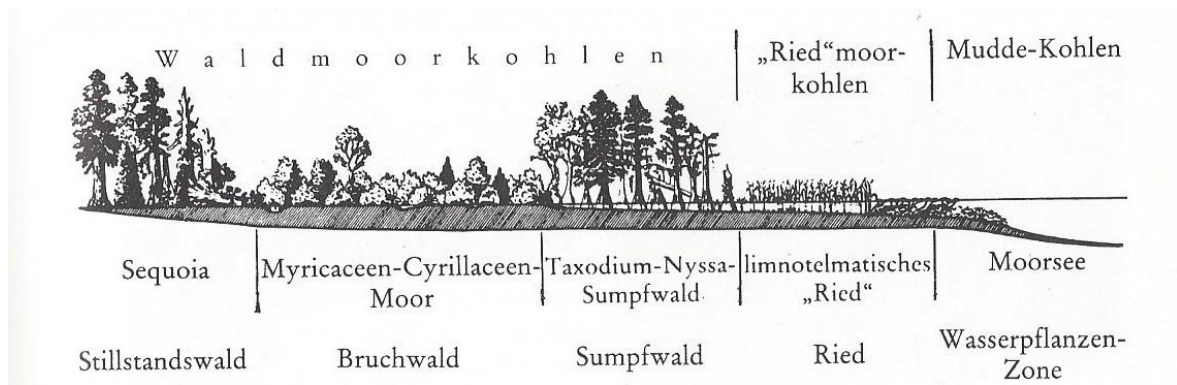 Waldmoorkohlen
„Ried“moor-
kohlen
Mudde-Kohlen
Sequoia
Myricaceen-Cyrillaceen-
Moor
Taxodium-Nyssa-
Sumpfwald
limnotelmatisches
„Ried“
Moorsee
Stillstandswald
Bruchwald
Sumpfwald
Ried
Wasserpflanzen-
Zone